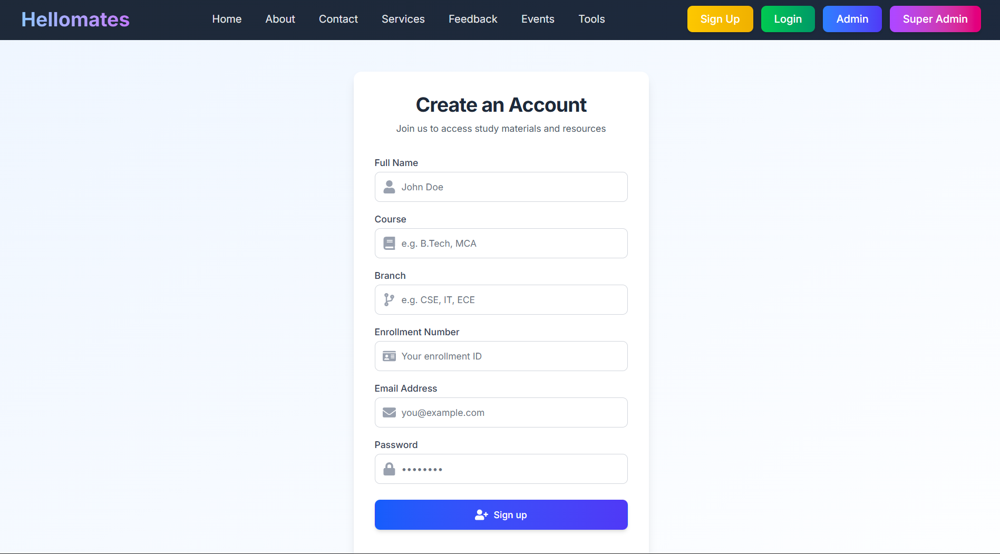 Hellomates Home About Contact Services Feedback Events Tools Sign Up Login Admin Super Admin
Create an Account
Join us to access study materials and resources
Full Name
John Doe
Course
e.g. B.Tech, MCA
Branch
e.g. CSE, IT, ECE
Enrollment Number
Your enrollment ID
Email Address
you@example.com
Password
••••••••
Sign up